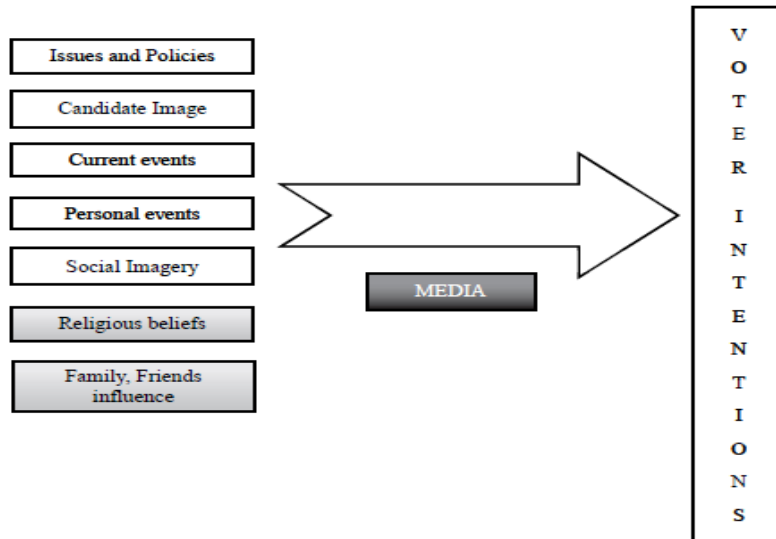 Issues and Policies
Candidate Image
Current events
Personal events
Social Imagery
Religious beliefs
Family, Friends
influence
MEDIA
V
O
T
E
R
I
N
T
E
N
T
I
O
N
S